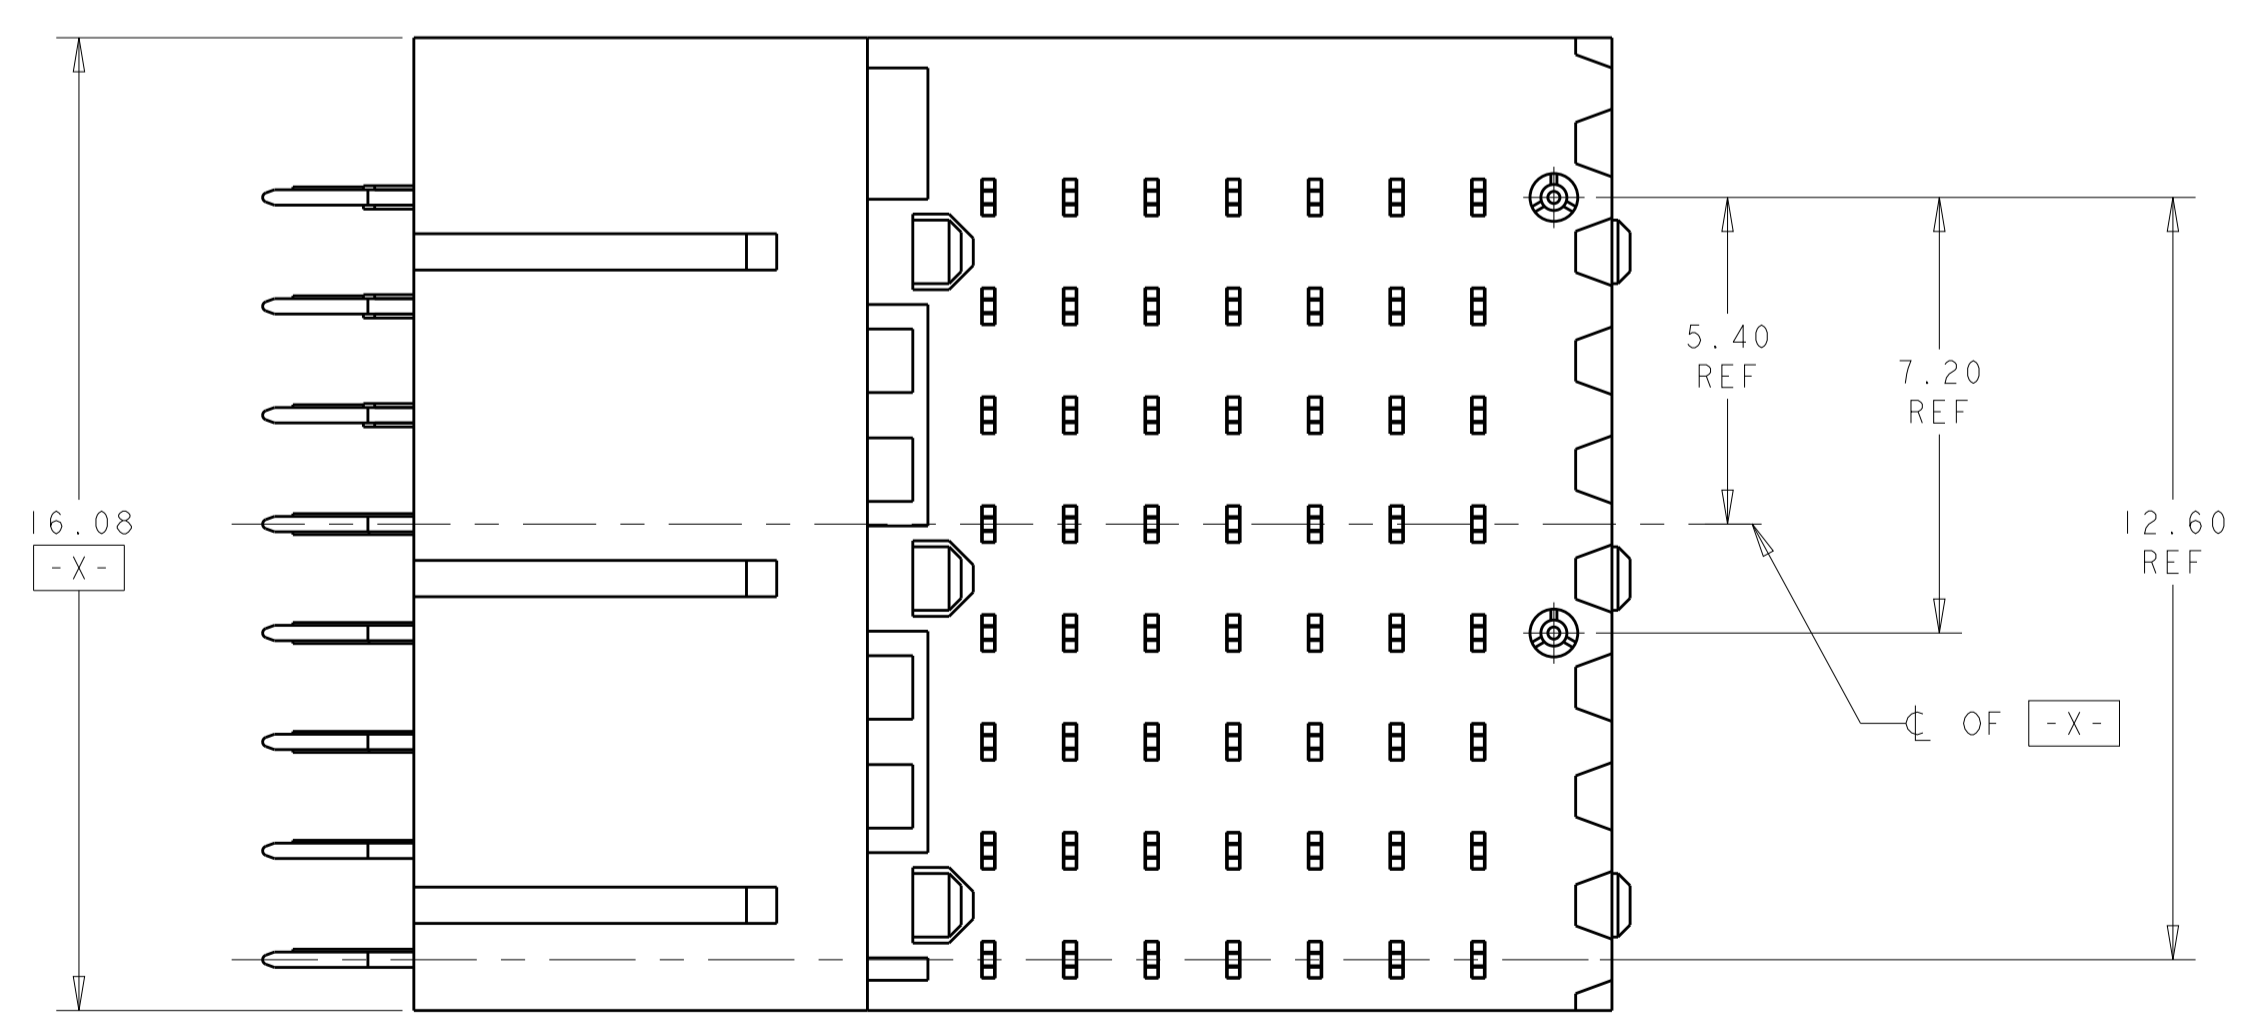 16.08
-X-
5.40
REF
7.20
REF
12.60
REF
℄ OF -X-